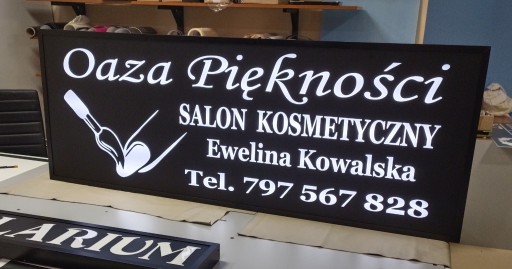 Oaza Piękności
SALON KOSMETYCZNY
Ewelina Kowalska
Tel. 797 567 828
LARIUM